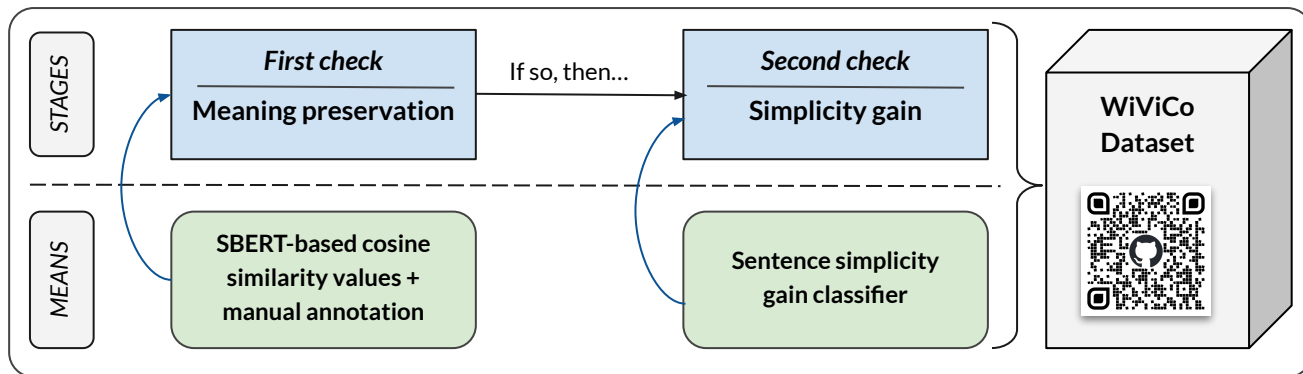 STAGES
First check
Meaning preservation
If so, then…
Second check
Simplicity gain
WiViCo
Dataset
MEANS
SBERT-based cosine
similarity values +
manual annotation
Sentence simplicity
gain classifier